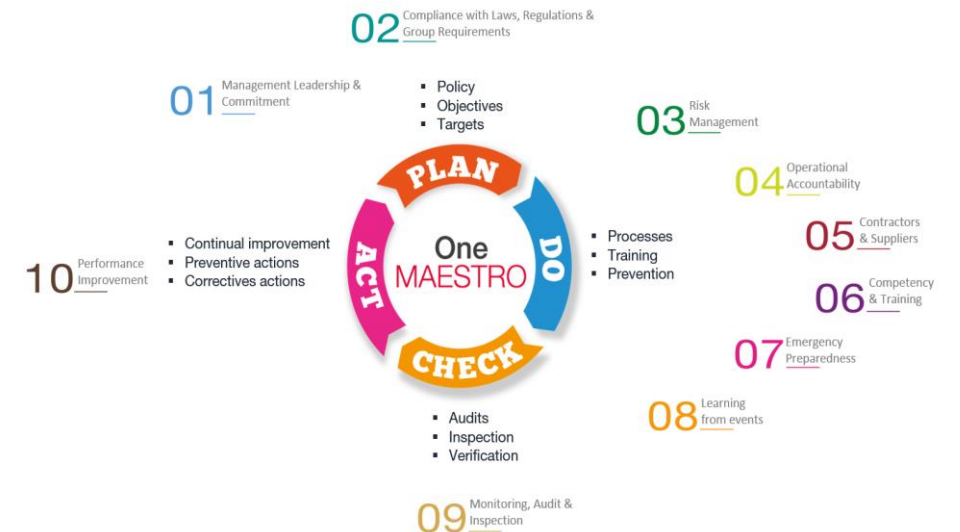 02 Compliance with Laws, Regulations &
Group Requirements
01 Management Leadership &
Commitment
▪ Policy
▪ Objectives
▪ Targets
03 Risk
Management
04 Operational
Accountability
05 Contractors
& Suppliers
06 Competency
& Training
07 Emergency
Preparedness
08 Learning
from events
PLAN
DO
CHECK
ACT
One
MAESTRO
▪ Processes
▪ Training
▪ Prevention
▪ Continual improvement
▪ Preventive actions
▪ Correctives actions
10 Performance
Improvement
▪ Audits
▪ Inspection
▪ Verification
09 Monitoring, Audit &
Inspection